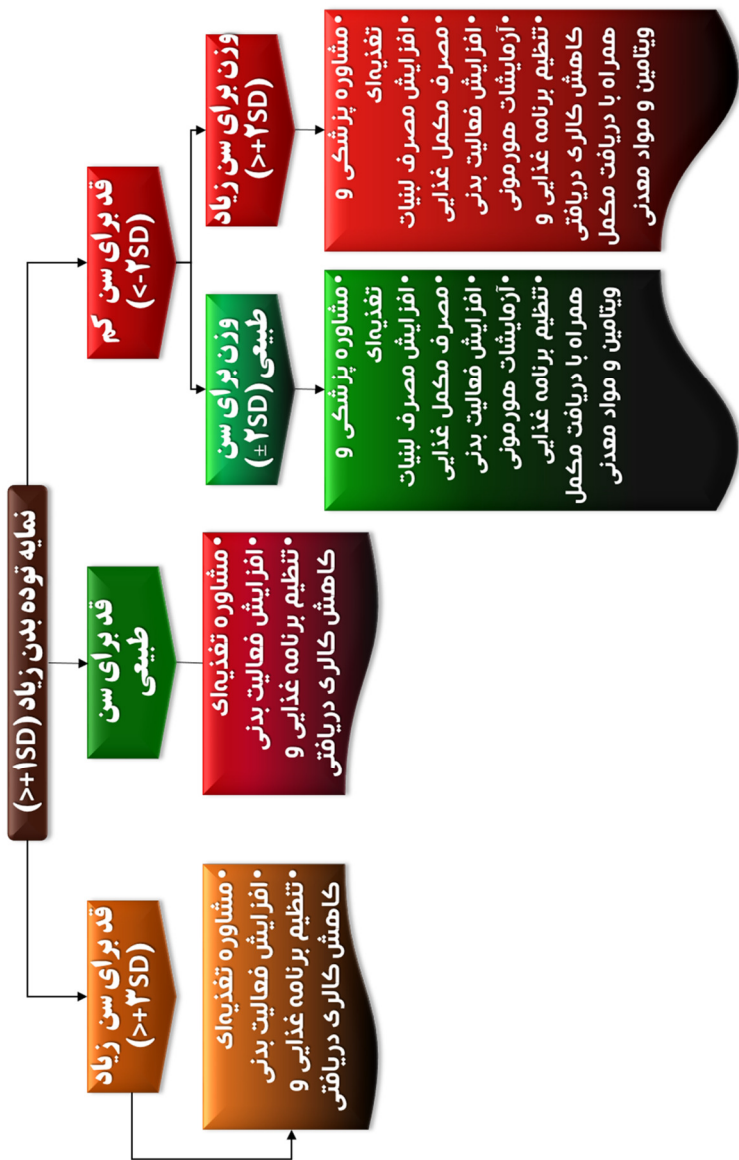 نمایه توده بدن زیاد (>+۱SD)
قد برای سن کم
(<-۲SD)
وزن برای سن زیاد
(>+۲SD)
•مشاوره پزشکی و
تغذیه‌ای
•افزایش مصرف لبنیات
•مصرف مکمل غذایی
•افزایش فعالیت بدنی
•آزمایشات هورمونی
•تنظیم برنامه غذایی و
کاهش کالری دریافتی
همراه با دریافت مکمل
ویتامین و مواد معدنی
وزن برای سن
طبیعی (±۲SD)
•مشاوره پزشکی و
تغذیه‌ای
•افزایش مصرف لبنیات
•مصرف مکمل غذایی
•افزایش فعالیت بدنی
•آزمایشات هورمونی
•تنظیم برنامه غذایی
همراه با دریافت مکمل
ویتامین و مواد معدنی
قد برای سن
طبیعی
•مشاوره تغذیه‌ای
•افزایش فعالیت بدنی
•تنظیم برنامه غذایی و
کاهش کالری دریافتی
قد برای سن زیاد
(>+۳SD)
•مشاوره تغذیه‌ای
•افزایش فعالیت بدنی
•تنظیم برنامه غذایی و
کاهش کالری دریافتی